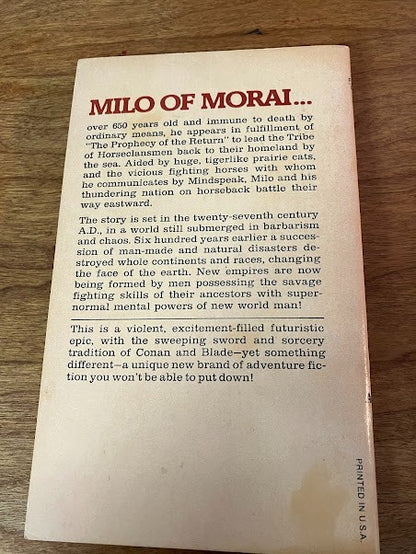 MILO OF MORAI...
over 650 years old and immune to death by
ordinary means, he appears in fulfillment of
"The Prophecy of the Return" to lead the Tribe
of Horseclansmen back to their homeland by
the sea. Aided by huge, tigerlike prairie cats,
and the vicious fighting horses with whom
he communicates by Mindspeak, Milo and his
thundering nation on horseback battle their
way eastward.
The story is set in the twenty-seventh century
A.D., in a world still submerged in barbarism
and chaos. Six hundred years earlier a succes-
sion of man-made and natural disasters de-
stroyed whole continents and races, changing
the face of the earth. New empires are now
being formed by men possessing the savage
fighting skills of their ancestors with super-
normal mental powers of new world man!
This is a violent, excitement-filled futuristic
epic, with the sweeping sword and sorcery
tradition of Conan and Blade—yet something
different—a unique new brand of adventure fic-
tion you won't be able to put down!
PRINTED IN U.S.A.